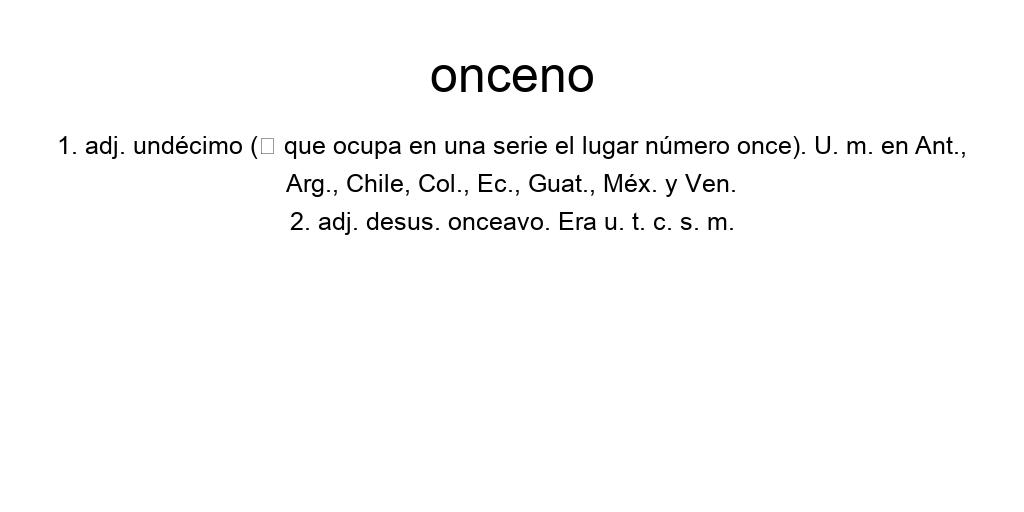 onceno
1. adj. undécimo (□ que ocupa en una serie el lugar número once). U. m. en Ant.,
Arg., Chile, Col., Ec., Guat., Méx. y Ven.
2. adj. desus. onceavo. Era u. t. c. s. m.